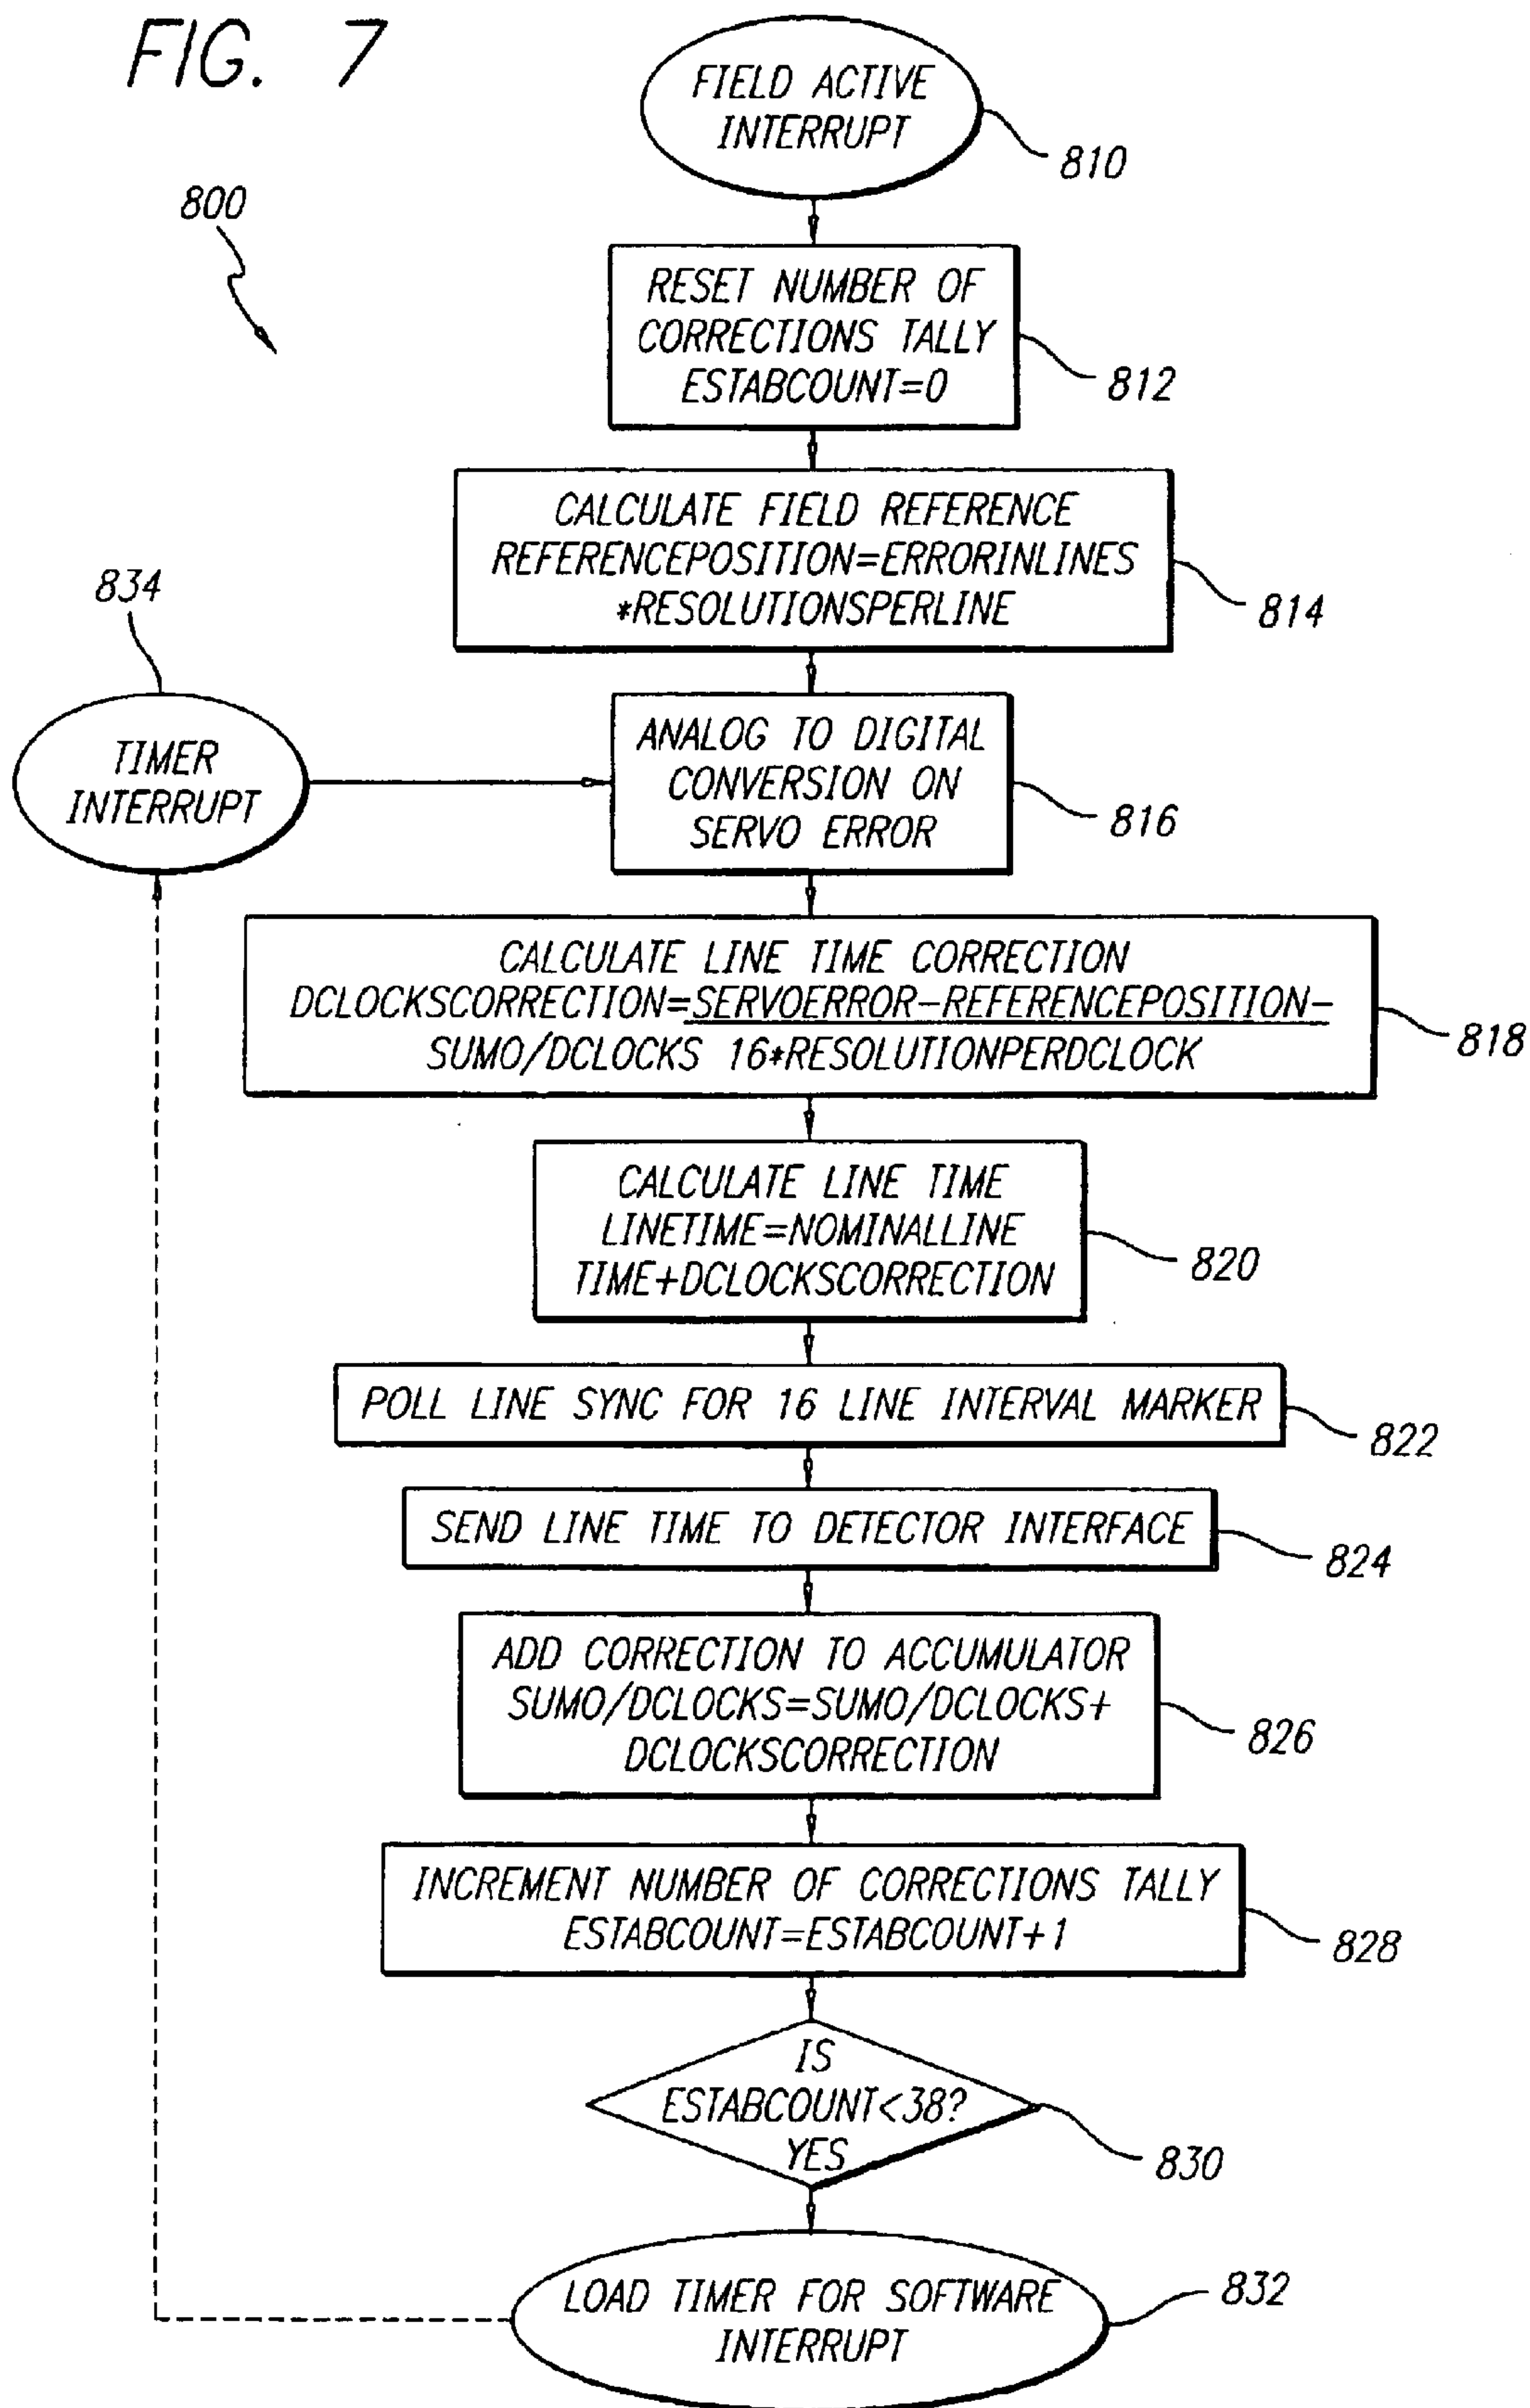 FIG. 7
FIELD ACTIVE
INTERRUPT
810
800
RESET NUMBER OF
CORRECTIONS TALLY
ESTABCOUNT=0
812
CALCULATE FIELD REFERENCE
REFERENCEPOSITION=ERRORINLINES
*RESOLUTIONSPERLINE
814
834
TIMER
INTERRUPT
ANALOG TO DIGITAL
CONVERSION ON
SERVO ERROR
816
CALCULATE LINE TIME CORRECTION
DCLOCKSCORRECTION=SERVOERROR-REFERENCEPOSITION-
SUMO/DCLOCKS 16*RESOLUTIONPERDCLOCK
818
CALCULATE LINE TIME
LINETIME=NOMINALLINE
TIME+DCLOCKSCORRECTION
820
POLL LINE SYNC FOR 16 LINE INTERVAL MARKER
822
SEND LINE TIME TO DETECTOR INTERFACE
824
ADD CORRECTION TO ACCUMULATOR
SUMO/DCLOCKS=SUMO/DCLOCKS+
DCLOCKSCORRECTION
826
INCREMENT NUMBER OF CORRECTIONS TALLY
ESTABCOUNT=ESTABCOUNT+1
828
IS
ESTABCOUNT<38?
YES
830
LOAD TIMER FOR SOFTWARE
INTERRUPT
832